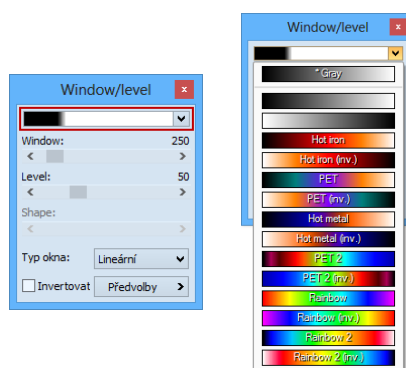 Window/level
x
Window: 250
< >
Level: 50
< >
Shape:
< >
Typ okna: Lineární
Invertovat Předvolby >
Window/level
x
*Gray
Hot iron
Hot iron (inv.)
PET
PET (inv.)
Hot metal
Hot metal (inv.)
PET 2
PET 2 (inv.)
Rainbow
Rainbow (inv.)
Rainbow 2
Rainbow 2 (inv.)